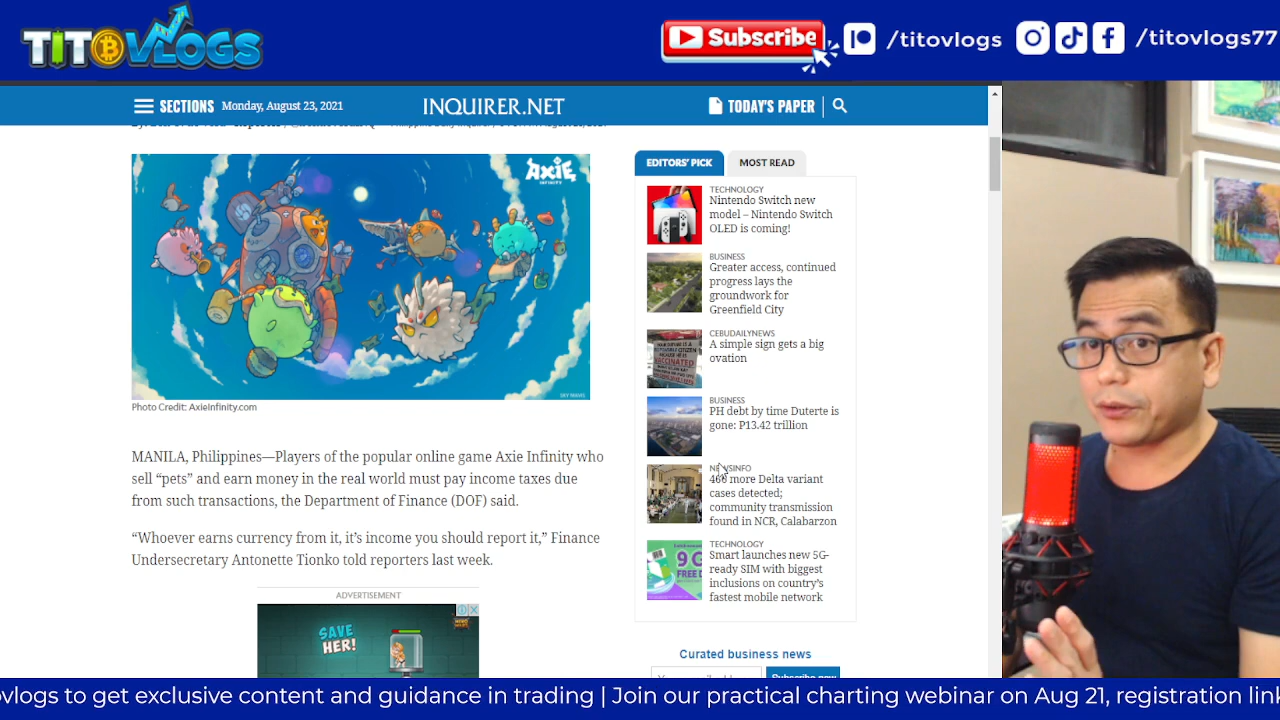 TITOVLOGS
Subscribe
/titovlogs
/titovlogs77
SECTIONS
Monday, August 23, 2021
INQUIRER.NET
TODAY'S PAPER
AXIE
INFINITY
SKY MAVIS
Photo Credit: AxieInfinity.com
MANILA, Philippines—Players of the popular online game Axie Infinity who
sell “pets” and earn money in the real world must pay income taxes due
from such transactions, the Department of Finance (DOF) said.
“Whoever earns currency from it, it’s income you should report it,” Finance
Undersecretary Antonette Tionko told reporters last week.
ADVERTISEMENT
SAVE
HER!
EDITORS' PICK
MOST READ
TECHNOLOGY
Nintendo Switch new
model – Nintendo Switch
OLED is coming!
BUSINESS
Greater access, continued
progress lays the
groundwork for
Greenfield City
CEBUDAILYNEWS
A simple sign gets a big
ovation
VACCINATED
BUSINESS
PH debt by time Duterte is
gone: P13.42 trillion
NEWSINFO
466 more Delta variant
cases detected;
community transmission
found in NCR, Calabarzon
TECHNOLOGY
Smart launches new 5G-
ready SIM with biggest
inclusions on country’s
fastest mobile network
Curated business news
Subscribe now
ovlogs to get exclusive content and guidance in trading | Join our practical charting webinar on Aug 21, registration link